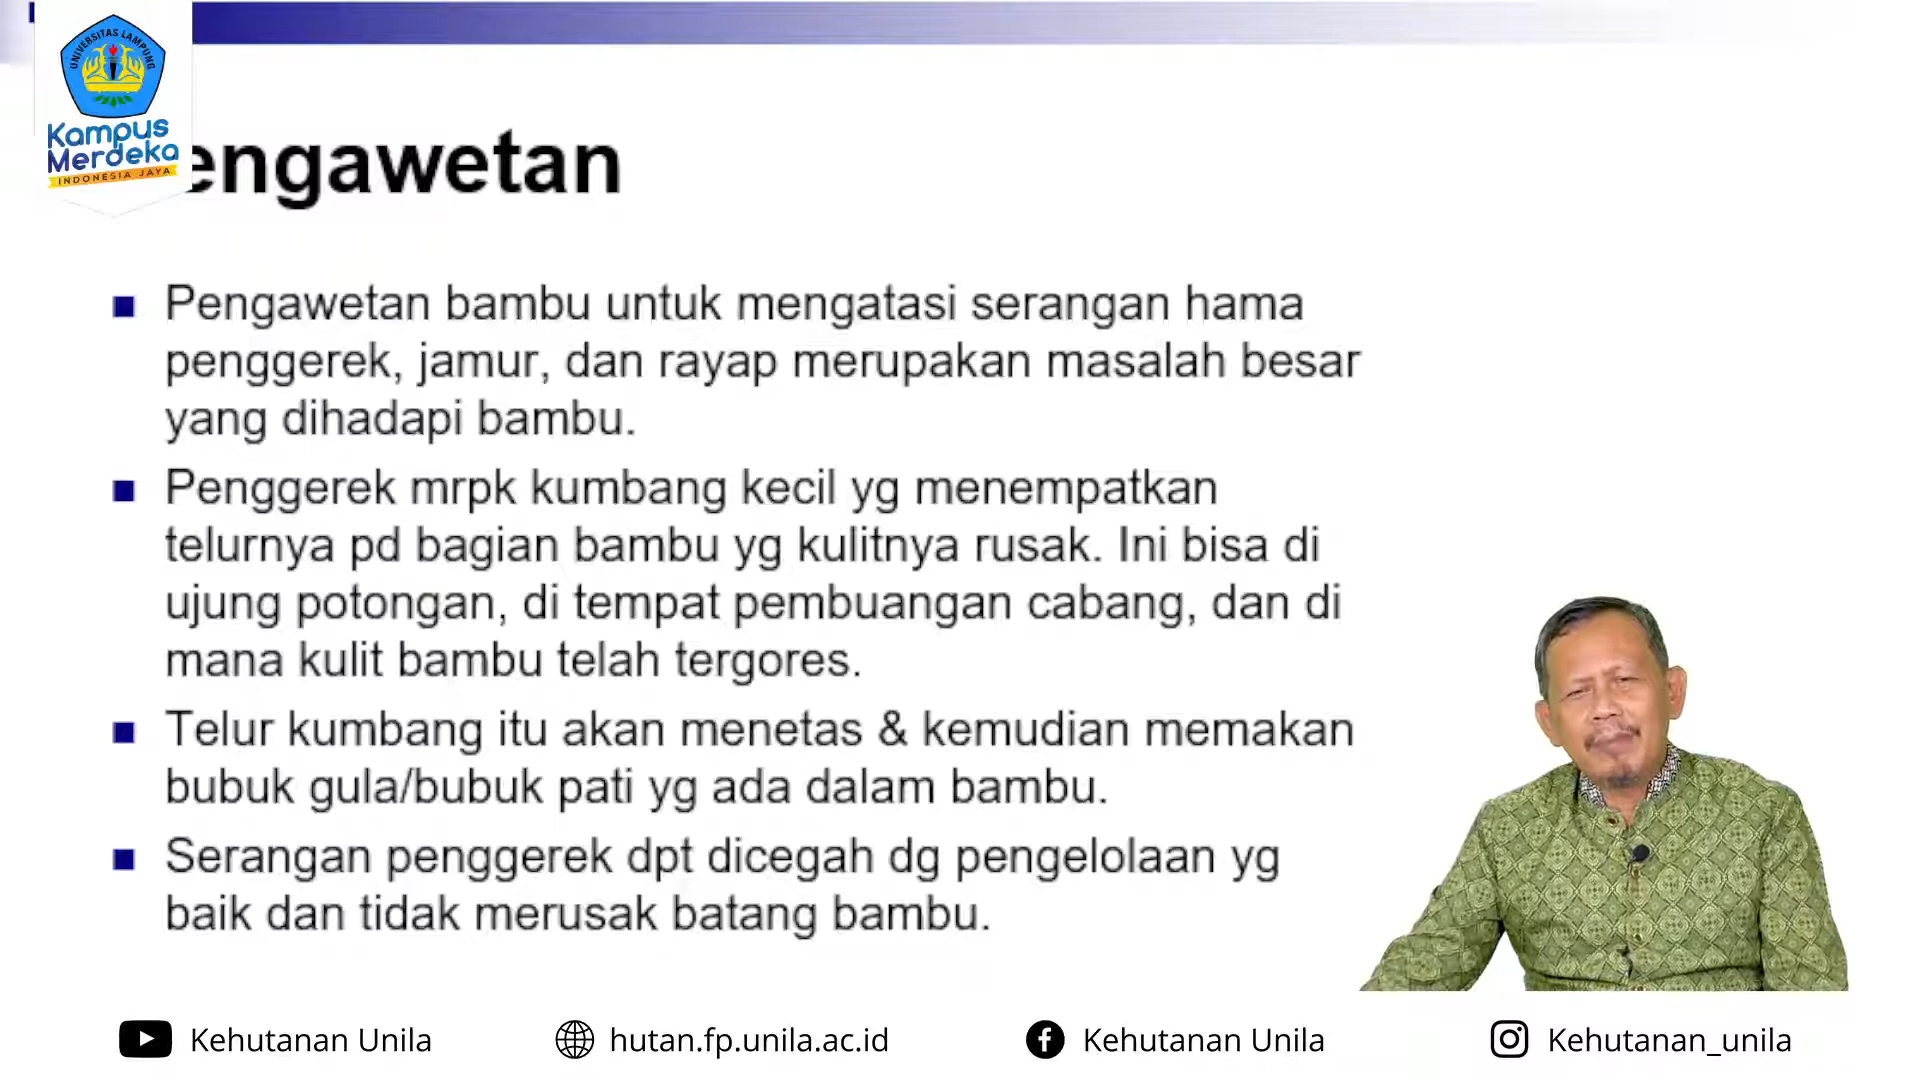 UNIVERSITAS LAMPUNG
Kampus
Merdeka
INDONESIA JAYA
engawetan
Pengawetan bambu untuk mengatasi serangan hama
penggerek, jamur, dan rayap merupakan masalah besar
yang dihadapi bambu.
Penggerek mrpk kumbang kecil yg menempatkan
telurnya pd bagian bambu yg kulitnya rusak. Ini bisa di
ujung potongan, di tempat pembuangan cabang, dan di
mana kulit bambu telah tergores.
Telur kumbang itu akan menetas & kemudian memakan
bubuk gula/bubuk pati yg ada dalam bambu.
Serangan penggerek dpt dicegah dg pengelolaan yg
baik dan tidak merusak batang bambu.
Kehutanan Unila
hutan.fp.unila.ac.id
Kehutanan Unila
Kehutanan_unila